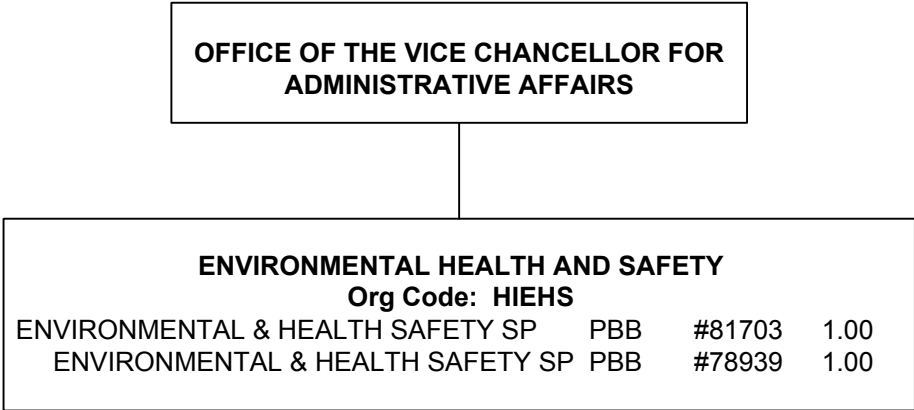 OFFICE OF THE VICE CHANCELLOR FOR
ADMINISTRATIVE AFFAIRS
ENVIRONMENTAL HEALTH AND SAFETY
Org Code: HIEHS
ENVIRONMENTAL & HEALTH SAFETY SP PBB #81703 1.00
ENVIRONMENTAL & HEALTH SAFETY SP PBB #78939 1.00